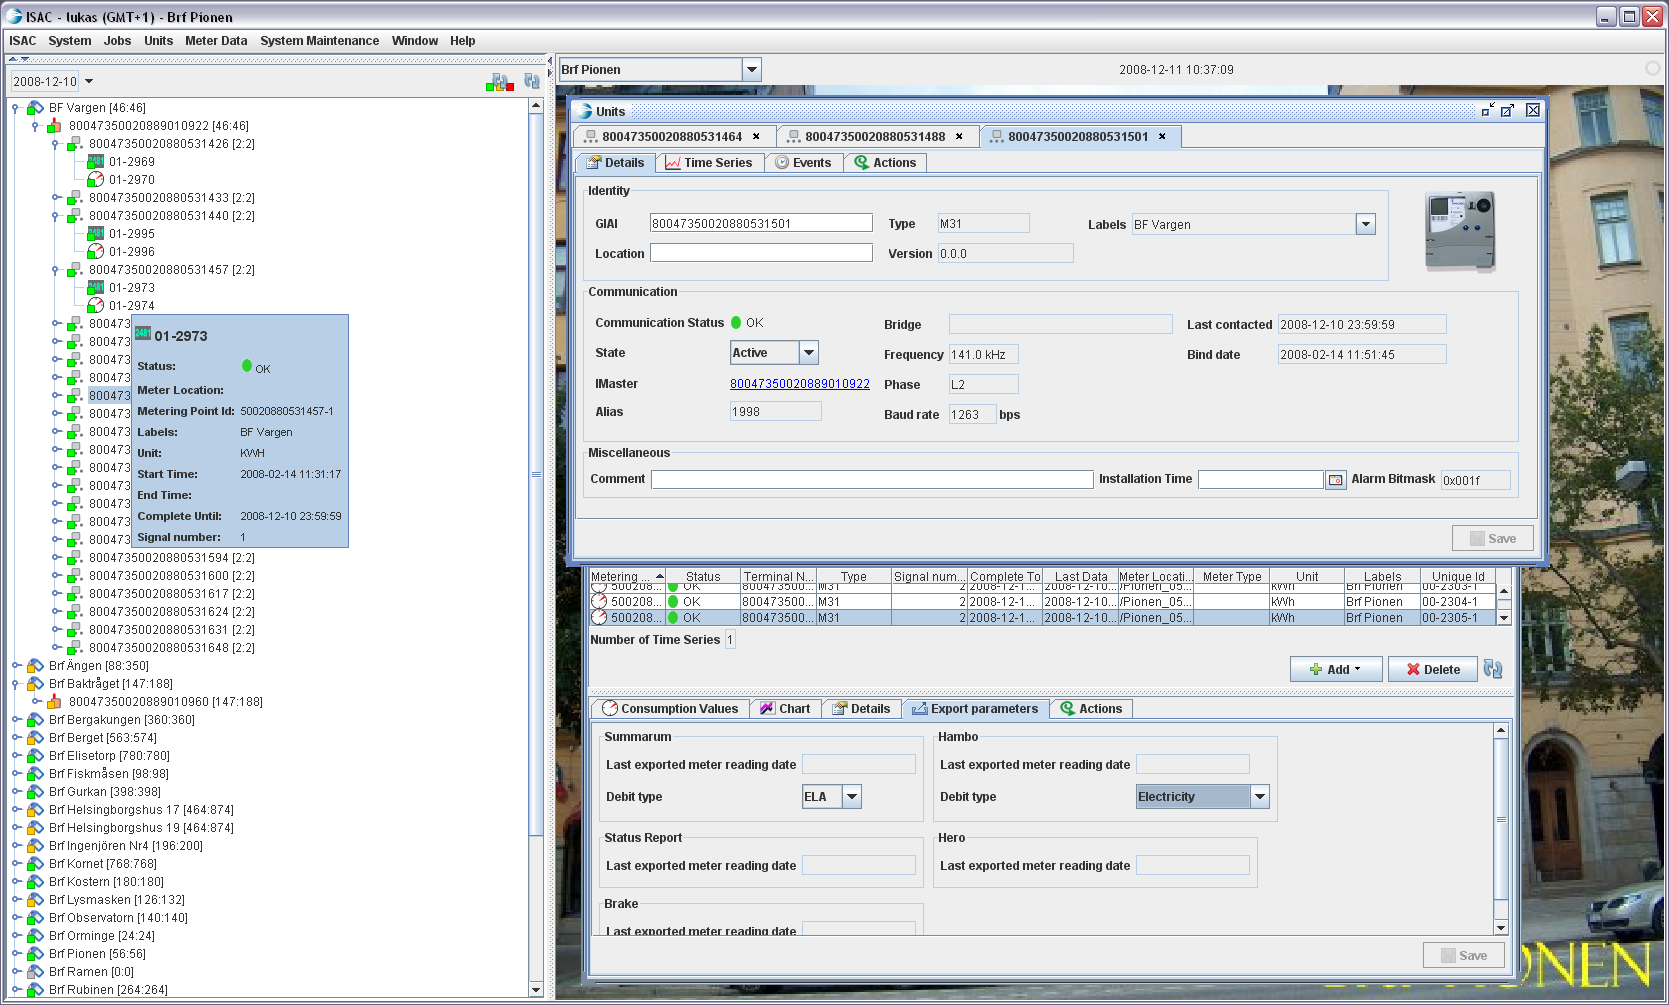 ISAC - lukas (GMT+1) - Brf Pionen
ISAC System Jobs Units Meter Data System Maintenance Window Help
2008-12-10
Brf Pionen
2008-12-11 10:37:09
BF Vargen [46:46]
80047350020889010922 [46:46]
80047350020880531426 [2:2]
01-2969
01-2970
80047350020880531433 [2:2]
80047350020880531440 [2:2]
01-2995
01-2996
80047350020880531457 [2:2]
01-2973
01-2974
800473
800473
800473
800473
800473
800473
800473
800473
800473
800473
800473
800473
800473
80047350020880531594 [2:2]
80047350020880531600 [2:2]
80047350020880531617 [2:2]
80047350020880531624 [2:2]
80047350020880531631 [2:2]
80047350020880531648 [2:2]
Brf Ängen [88:350]
Brf Baktråget [147:188]
80047350020889010960 [147:188]
Brf Bergakungen [360:360]
Brf Berget [563:574]
Brf Elisetorp [780:780]
Brf Fiskmåsen [98:98]
Brf Gurkan [398:398]
Brf Helsingborgshus 17 [464:874]
Brf Helsingborgshus 19 [464:874]
Brf Ingenjören Nr4 [196:200]
Brf Kornet [768:768]
Brf Kostern [180:180]
Brf Lysmasken [126:132]
Brf Observatorn [140:140]
Brf Orminge [24:24]
Brf Pionen [56:56]
Brf Ramen [0:0]
Brf Rubinen [264:264]
2481 01-2973
Status: OK
Meter Location:
Metering Point Id: 50020880531457-1
Labels: BF Vargen
Unit: KWH
Start Time: 2008-02-14 11:31:17
End Time:
Complete Until: 2008-12-10 23:59:59
Signal number: 1
Units
80047350020880531464 80047350020880531488 80047350020880531501
Details Time Series Events Actions
Identity
GIAI 80047350020880531501 Type M31 Labels BF Vargen
Location Version 0.0.0
Communication
Communication Status OK Bridge Last contacted 2008-12-10 23:59:59
State Active Frequency 141.0 kHz Bind date 2008-02-14 11:51:45
IMaster 80047350020889010922 Phase L2
Alias 1998 Baud rate 1263 bps
Miscellaneous
Comment Installation Time Alarm Bitmask 0x001f
Save
Metering ... Status Terminal N... Type Signal num... Complete To Last Data Meter Locati... Meter Type Unit Labels Unique Id
500208... OK 800473500... M31 2 2008-12-1... 2008-12-10... /Pionen_05... kWh Brf Pionen 00-2303-1
500208... OK 800473500... M31 2 2008-12-1... 2008-12-10... /Pionen_05... kWh Brf Pionen 00-2304-1
500208... OK 800473500... M31 2 2008-12-1... 2008-12-10... /Pionen_05... kWh Brf Pionen 00-2305-1
Number of Time Series 1
Add Delete
Consumption Values Chart Details Export parameters Actions
Summarum
Last exported meter reading date
Debit type ELA
Hambo
Last exported meter reading date
Debit type Electricity
Status Report
Last exported meter reading date
Hero
Last exported meter reading date
Brake
Last exported meter reading date
Save
ONEN